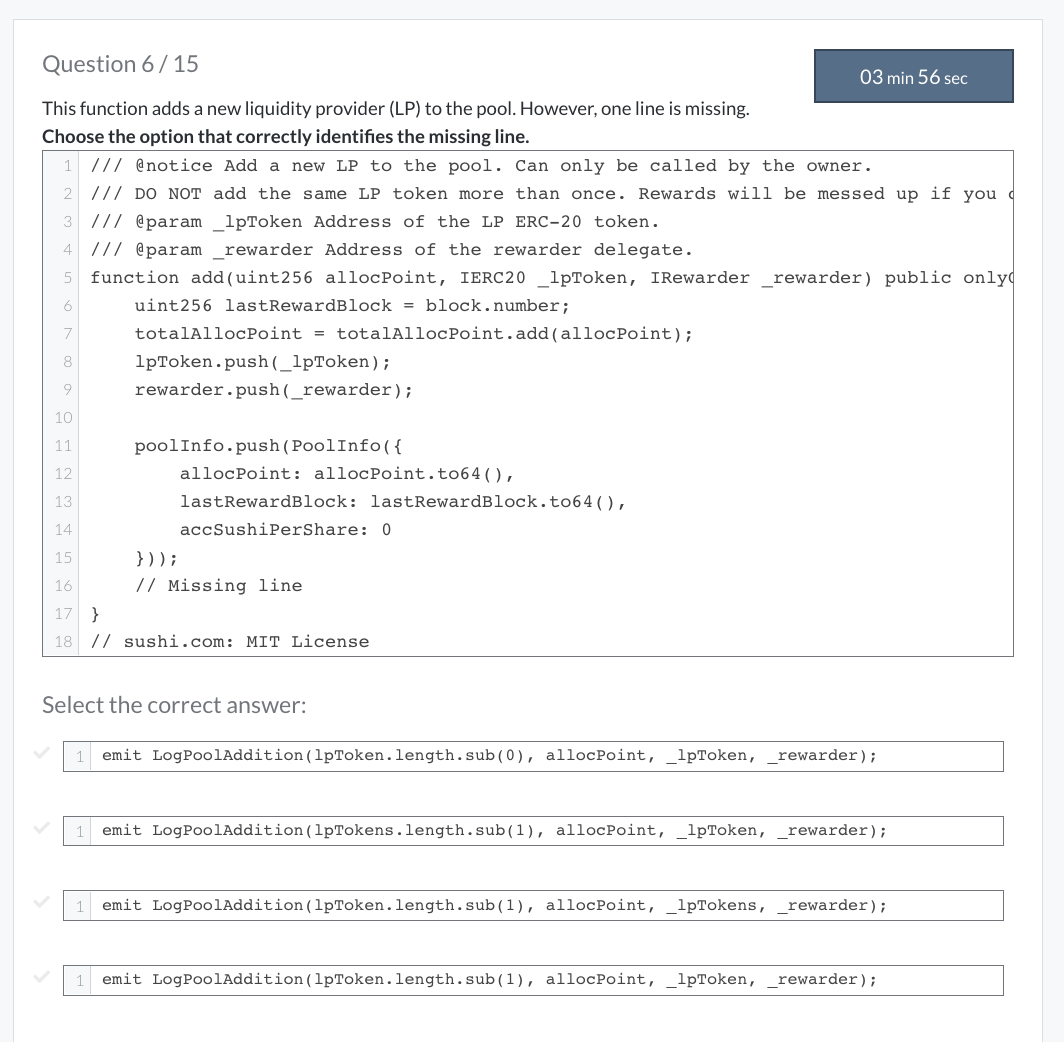 Question 6 / 15
03 min 56 sec
This function adds a new liquidity provider (LP) to the pool. However, one line is missing.
Choose the option that correctly identifies the missing line.
1 /// @notice Add a new LP to the pool. Can only be called by the owner.
2 /// DO NOT add the same LP token more than once. Rewards will be messed up if you
3 /// @param _lpToken Address of the LP ERC-20 token.
4 /// @param _rewarder Address of the rewarder delegate.
5 function add(uint256 allocPoint, IERC20 _lpToken, IRewarder _rewarder) public only
6 uint256 lastRewardBlock = block.number;
7 totalAllocPoint = totalAllocPoint.add(allocPoint);
8 lpToken.push(_lpToken);
9 rewarder.push(_rewarder);
10
11 poolInfo.push(PoolInfo({
12 allocPoint: allocPoint.to64(),
13 lastRewardBlock: lastRewardBlock.to64(),
14 accSushiPerShare: 0
15 }));
16 // Missing line
17 }
18 // sushi.com: MIT License
Select the correct answer:
1 emit LogPoolAddition(lpToken.length.sub(0), allocPoint, _lpToken, _rewarder);
1 emit LogPoolAddition(lpTokens.length.sub(1), allocPoint, _lpToken, _rewarder);
1 emit LogPoolAddition(lpToken.length.sub(1), allocPoint, _lpTokens, _rewarder);
1 emit LogPoolAddition(lpToken.length.sub(1), allocPoint, _lpToken, _rewarder);